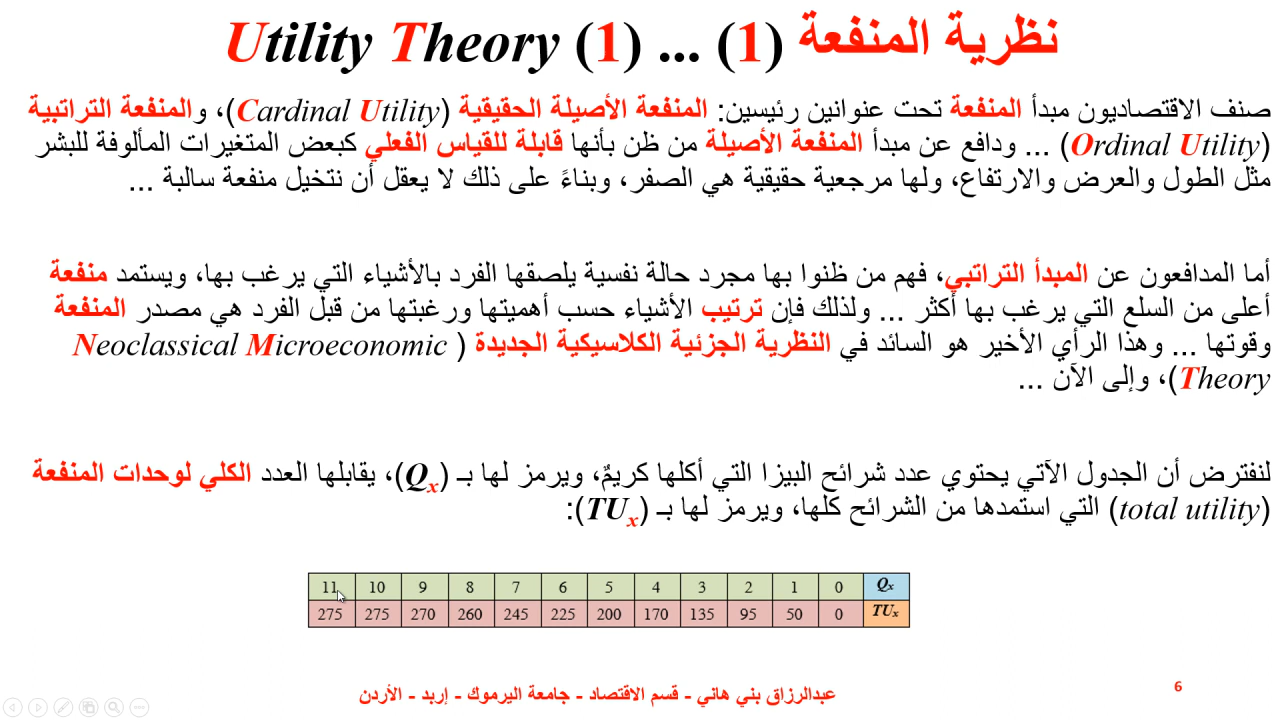 نظرية المنفعة (1) ... Utility Theory (1)
صنف الاقتصاديون مبدأ المنفعة تحت عنوانين رئيسين: المنفعة الأصيلة الحقيقية (Cardinal Utility)، والمنفعة التراتبية
(Ordinal Utility) ... ودافع عن مبدأ المنفعة الأصيلة من ظن بأنها قابلة للقياس الفعلي كبعض المتغيرات المألوفة للبشر
مثل الطول والعرض والارتفاع، ولها مرجعية حقيقية هي الصفر، وبناءً على ذلك لا يعقل أن نتخيل منفعة سالبة ...
أما المدافعون عن المبدأ التراتبي، فهم من ظنوا بها مجرد حالة نفسية يلصقها الفرد بالأشياء التي يرغب بها، ويستمد منفعة
أعلى من السلع التي يرغب بها أكثر ... ولذلك فإن ترتيب الأشياء حسب أهميتها ورغبتها من قبل الفرد هي مصدر المنفعة
وقوتها ... وهذا الرأي الأخير هو السائد في النظرية الجزئية الكلاسيكية الجديدة (Neoclassical Microeconomic
Theory)، وإلى الآن ...
لنفترض أن الجدول الآتي يحتوي عدد شرائح البيزا التي أكلها كريمٌ، ويرمز لها بـ (Qx)، يقابلها العدد الكلي لوحدات المنفعة
(total utility) التي استمدها من الشرائح كلها، ويرمز لها بـ (TUx):
Qx 0 1 2 3 4 5 6 7 8 9 10 11
TUx 0 50 95 135 170 200 225 245 260 270 275 275
عبدالرزاق بني هاني - قسم الاقتصاد - جامعة اليرموك - إربد - الأردن
6